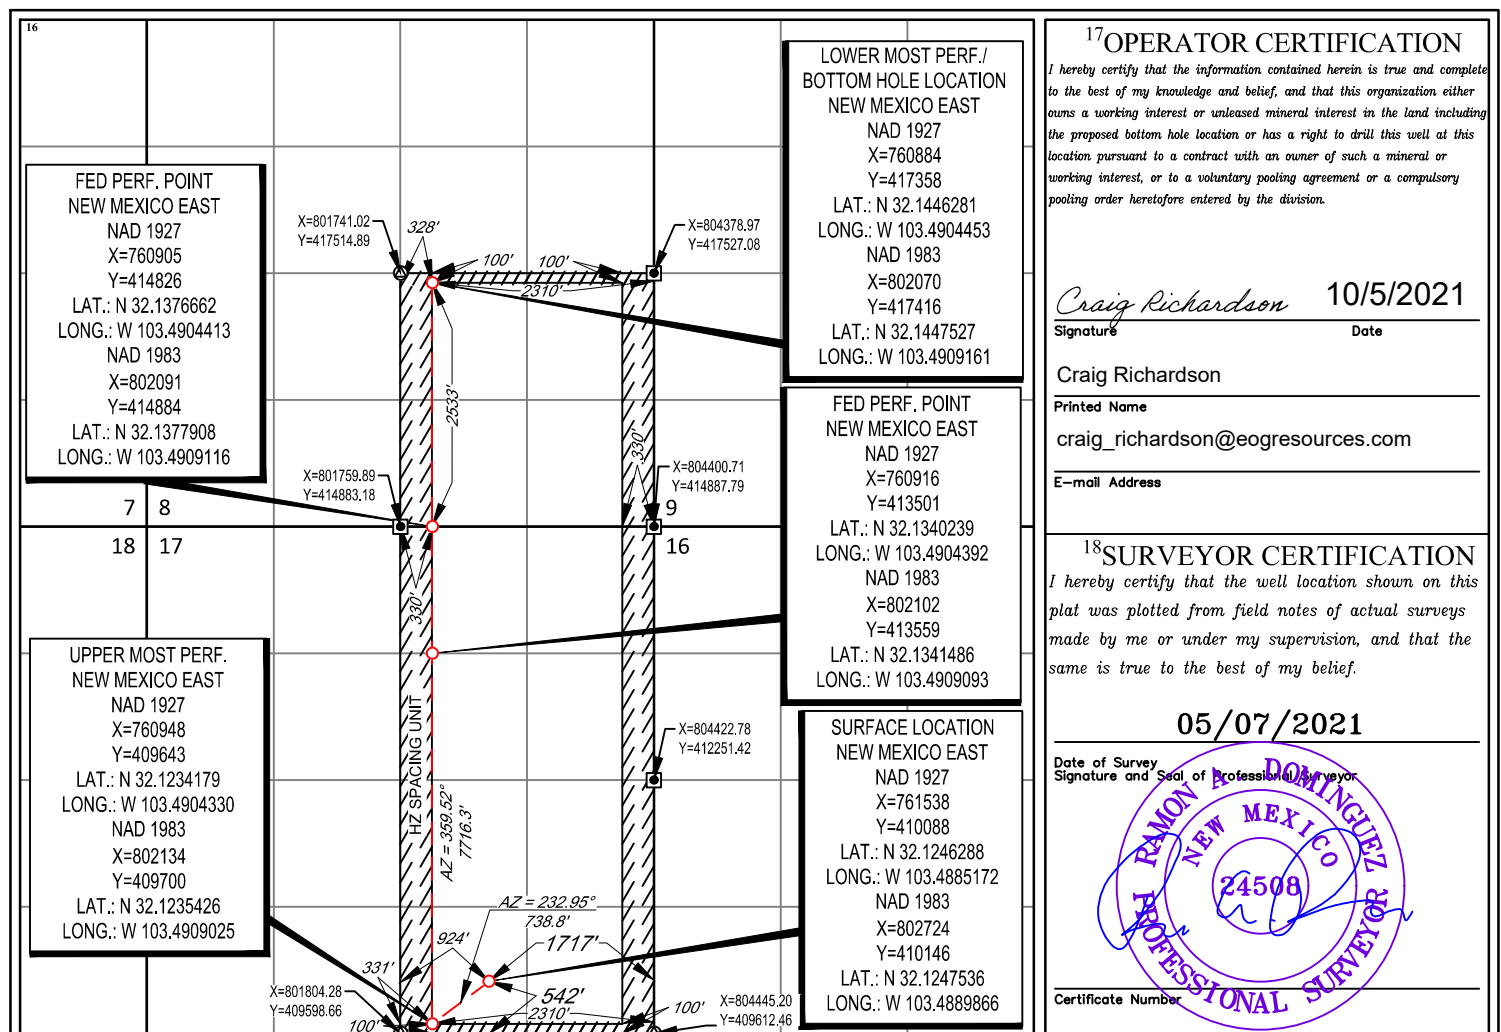 16
LOWER MOST PERF./
BOTTOM HOLE LOCATION
NEW MEXICO EAST
NAD 1927
X=760884
Y=417358
LAT.: N 32.1446281
LONG.: W 103.4904453
NAD 1983
X=802070
Y=417416
LAT.: N 32.1447527
LONG.: W 103.4909161
FED PERF. POINT
NEW MEXICO EAST
NAD 1927
X=760905
Y=414826
LAT.: N 32.1376662
LONG.: W 103.4904413
NAD 1983
X=802091
Y=414884
LAT.: N 32.1377908
LONG.: W 103.4909116
X=801741.02
Y=417514.89
328'
X=804378.97
Y=417527.08
100'
100'
2310'
2533'
FED PERF. POINT
NEW MEXICO EAST
NAD 1927
X=760916
Y=413501
LAT.: N 32.1340239
LONG.: W 103.4904392
NAD 1983
X=802102
Y=413559
LAT.: N 32.1341486
LONG.: W 103.4909093
330'
X=801759.89
Y=414883.18
X=804400.71
Y=414887.79
7 8
9
18 17
16
330'
UPPER MOST PERF.
NEW MEXICO EAST
NAD 1927
X=760948
Y=409643
LAT.: N 32.1234179
LONG.: W 103.4904330
NAD 1983
X=802134
Y=409700
LAT.: N 32.1235426
LONG.: W 103.4909025
HZ SPACING UNIT
AZ = 359.52°
7716.3'
X=804422.78
Y=412251.42
SURFACE LOCATION
NEW MEXICO EAST
NAD 1927
X=761538
Y=410088
LAT.: N 32.1246288
LONG.: W 103.4885172
NAD 1983
X=802724
Y=410146
LAT.: N 32.1247536
LONG.: W 103.4889866
AZ = 232.95°
738.8'
924'
1717'
331'
542'
2310'
X=801804.28
Y=409598.66
100'
100'
X=804445.20
Y=409612.46
17OPERATOR CERTIFICATION
I hereby certify that the information contained herein is true and complete
to the best of my knowledge and belief, and that this organization either
owns a working interest or unleased mineral interest in the land including
the proposed bottom hole location or has a right to drill this well at this
location pursuant to a contract with an owner of such a mineral or
working interest, or to a voluntary pooling agreement or a compulsory
pooling order heretofore entered by the division.
Craig Richardson 10/5/2021
Signature Date
Craig Richardson
Printed Name
craig_richardson@eogresources.com
E-mail Address
18SURVEYOR CERTIFICATION
I hereby certify that the well location shown on this
plat was plotted from field notes of actual surveys
made by me or under my supervision, and that the
same is true to the best of my belief.
05/07/2021
Date of Survey
Signature and Seal of Professional Surveyor
RAMON A. DOMINGUEZ
NEW MEXICO
24508
PROFESSIONAL SURVEYOR
Certificate Number